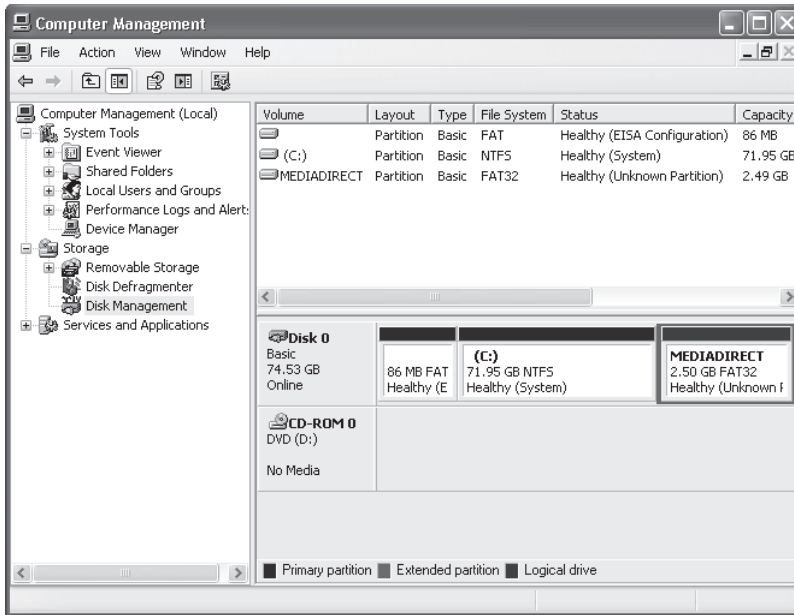 Computer Management
File Action View Window Help
Computer Management (Local)
System Tools
Event Viewer
Shared Folders
Local Users and Groups
Performance Logs and Alert:
Device Manager
Storage
Removable Storage
Disk Defragmenter
Disk Management
Services and Applications
Volume Layout Type File System Status Capacity
Partition Basic FAT Healthy (EISA Configuration) 86 MB
(C:) Partition Basic NTFS Healthy (System) 71.95 GB
MEDIADIRECT Partition Basic FAT32 Healthy (Unknown Partition) 2.49 GB
Disk 0
Basic
74.53 GB
Online
86 MB FAT
Healthy (E
(C:)
71.95 GB NTFS
Healthy (System)
MEDIADIRECT
2.50 GB FAT32
Healthy (Unknown
CD-ROM 0
DVD (D:)
No Media
Primary partition Extended partition Logical drive